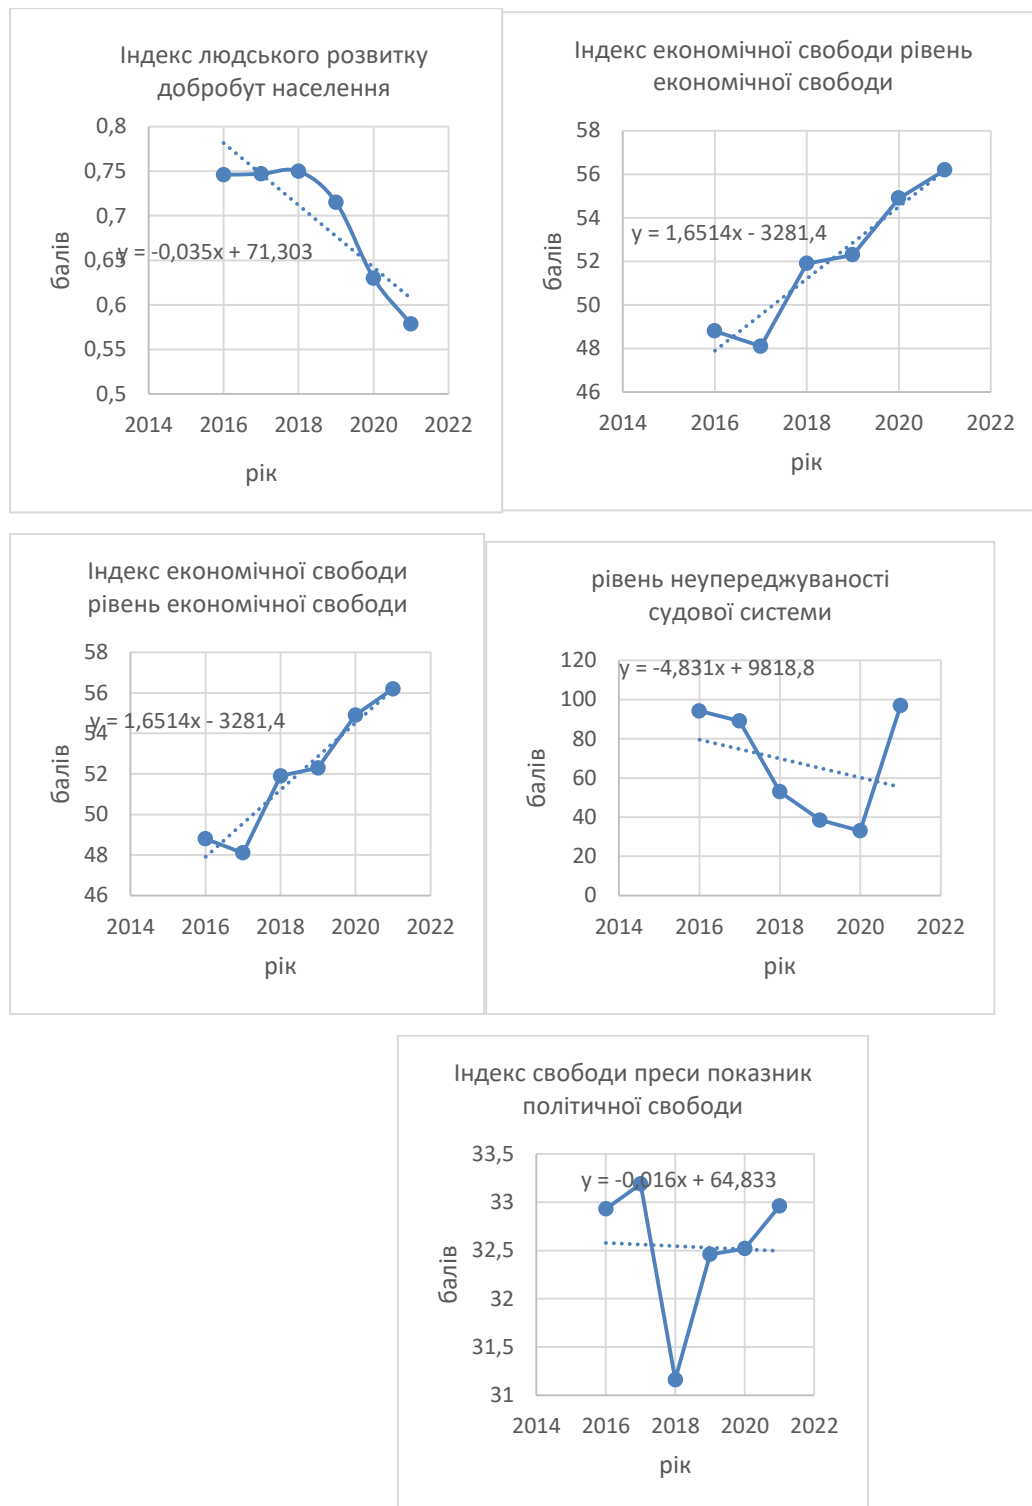 Індекс людського розвитку
добробут населення
0,8
0,75
0,7
0,65
0,6
0,55
0,5
y = -0,035x + 71,303
балів
2014 2016 2018 2020 2022
рік
Індекс економічної свободи рівень
економічної свободи
58
56
54
52
50
48
46
y = 1,6514x - 3281,4
балів
2014 2016 2018 2020 2022
рік
Індекс економічної свободи
рівень економічної свободи
58
56
54
52
50
48
46
y = 1,6514x - 3281,4
балів
2014 2016 2018 2020 2022
рік
рівень неупереджуваності
судової системи
120
100
80
60
40
20
0
y = -4,831x + 9818,8
балів
2014 2016 2018 2020 2022
рік
Індекс свободи преси показник
політичної свободи
33,5
33
32,5
32
31,5
31
y = -0,016x + 64,833
балів
2014 2016 2018 2020 2022
рік